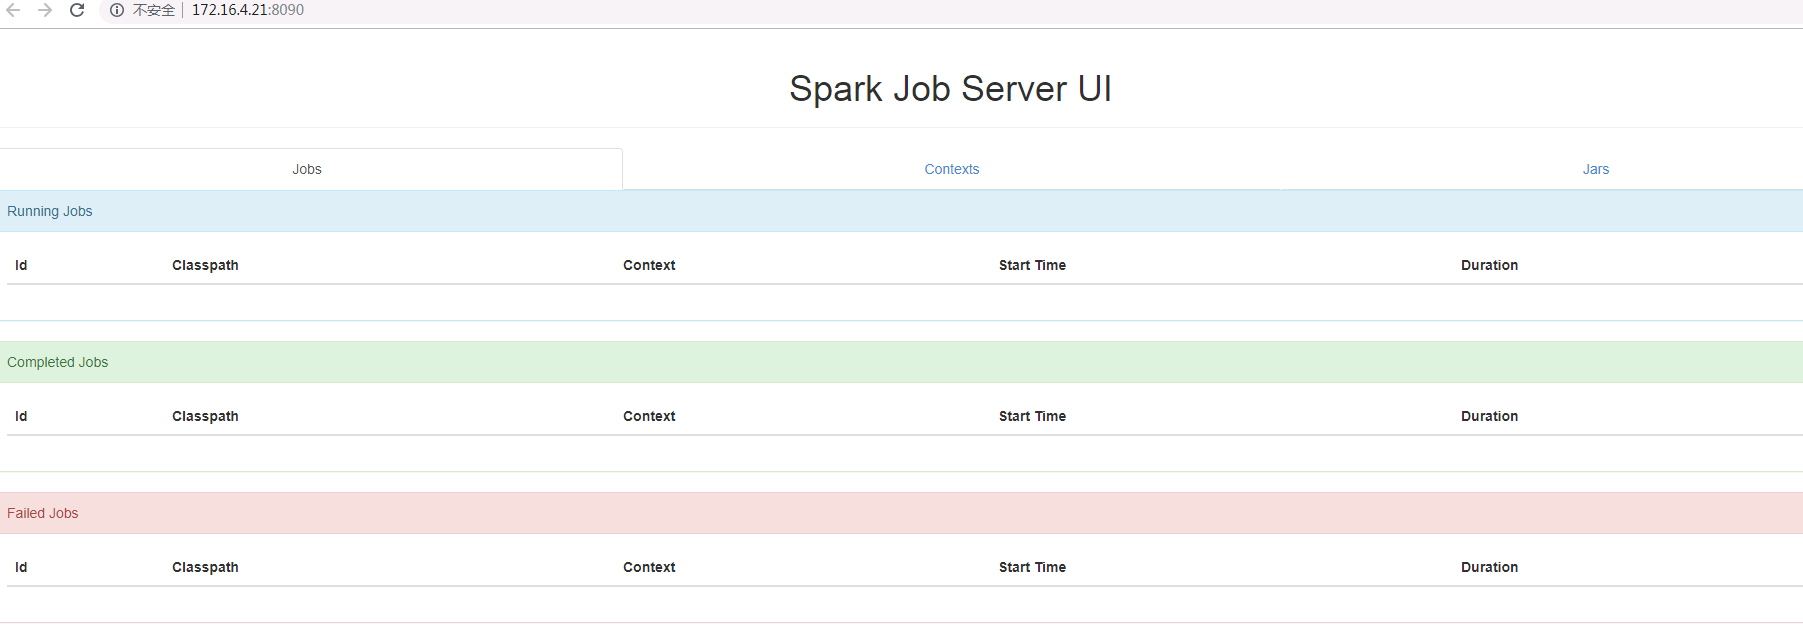 不安全 172.16.4.21:8090
Spark Job Server UI
Jobs Contexts Jars
Running Jobs
Id Classpath Context Start Time Duration
Completed Jobs
Id Classpath Context Start Time Duration
Failed Jobs
Id Classpath Context Start Time Duration